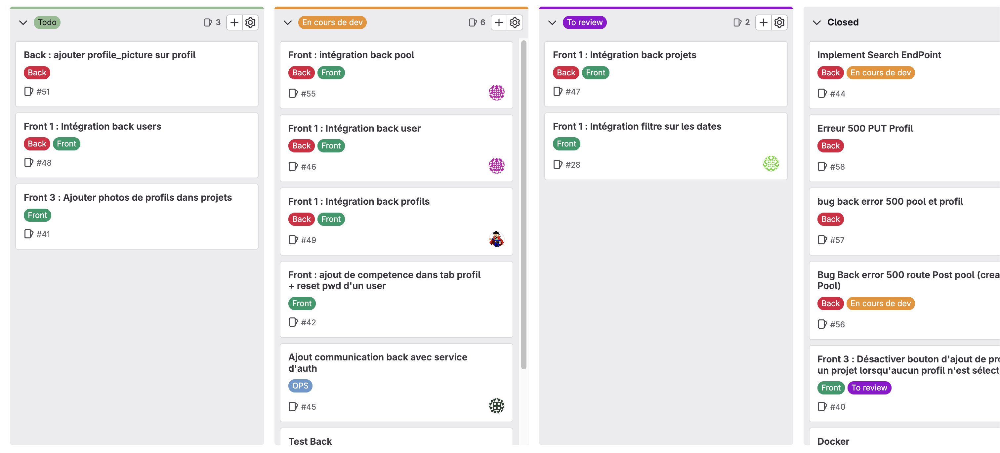 Todo
3
Back : ajouter profile_picture sur profil
Back
#51
Front 1 : Intégration back users
Back Front
#48
Front 3 : Ajouter photos de profils dans projets
Front
#41
En cours de dev
6
Front : intégration back pool
Back Front
#55
Front 1 : Intégration back user
Back Front
#46
Front 1 : Intégration back profils
Back Front
#49
Front : ajout de competence dans tab profil
+ reset pwd d'un user
Front
#42
Ajout communication back avec service
d'auth
OPS
#45
Test Back
To review
2
Front 1 : Intégration back projets
Back Front
#47
Front 1 : Intégration filtre sur les dates
Front
#28
Closed
Implement Search EndPoint
Back En cours de dev
#44
Erreur 500 PUT Profil
Back
#58
bug back error 500 pool et profil
Back
#57
Bug Back error 500 route Post pool (crea
Pool)
Back En cours de dev
#56
Front 3 : Désactiver bouton d'ajout de pro
un projet lorsqu'aucun profil n'est sélect
Front To review
#40
Docker